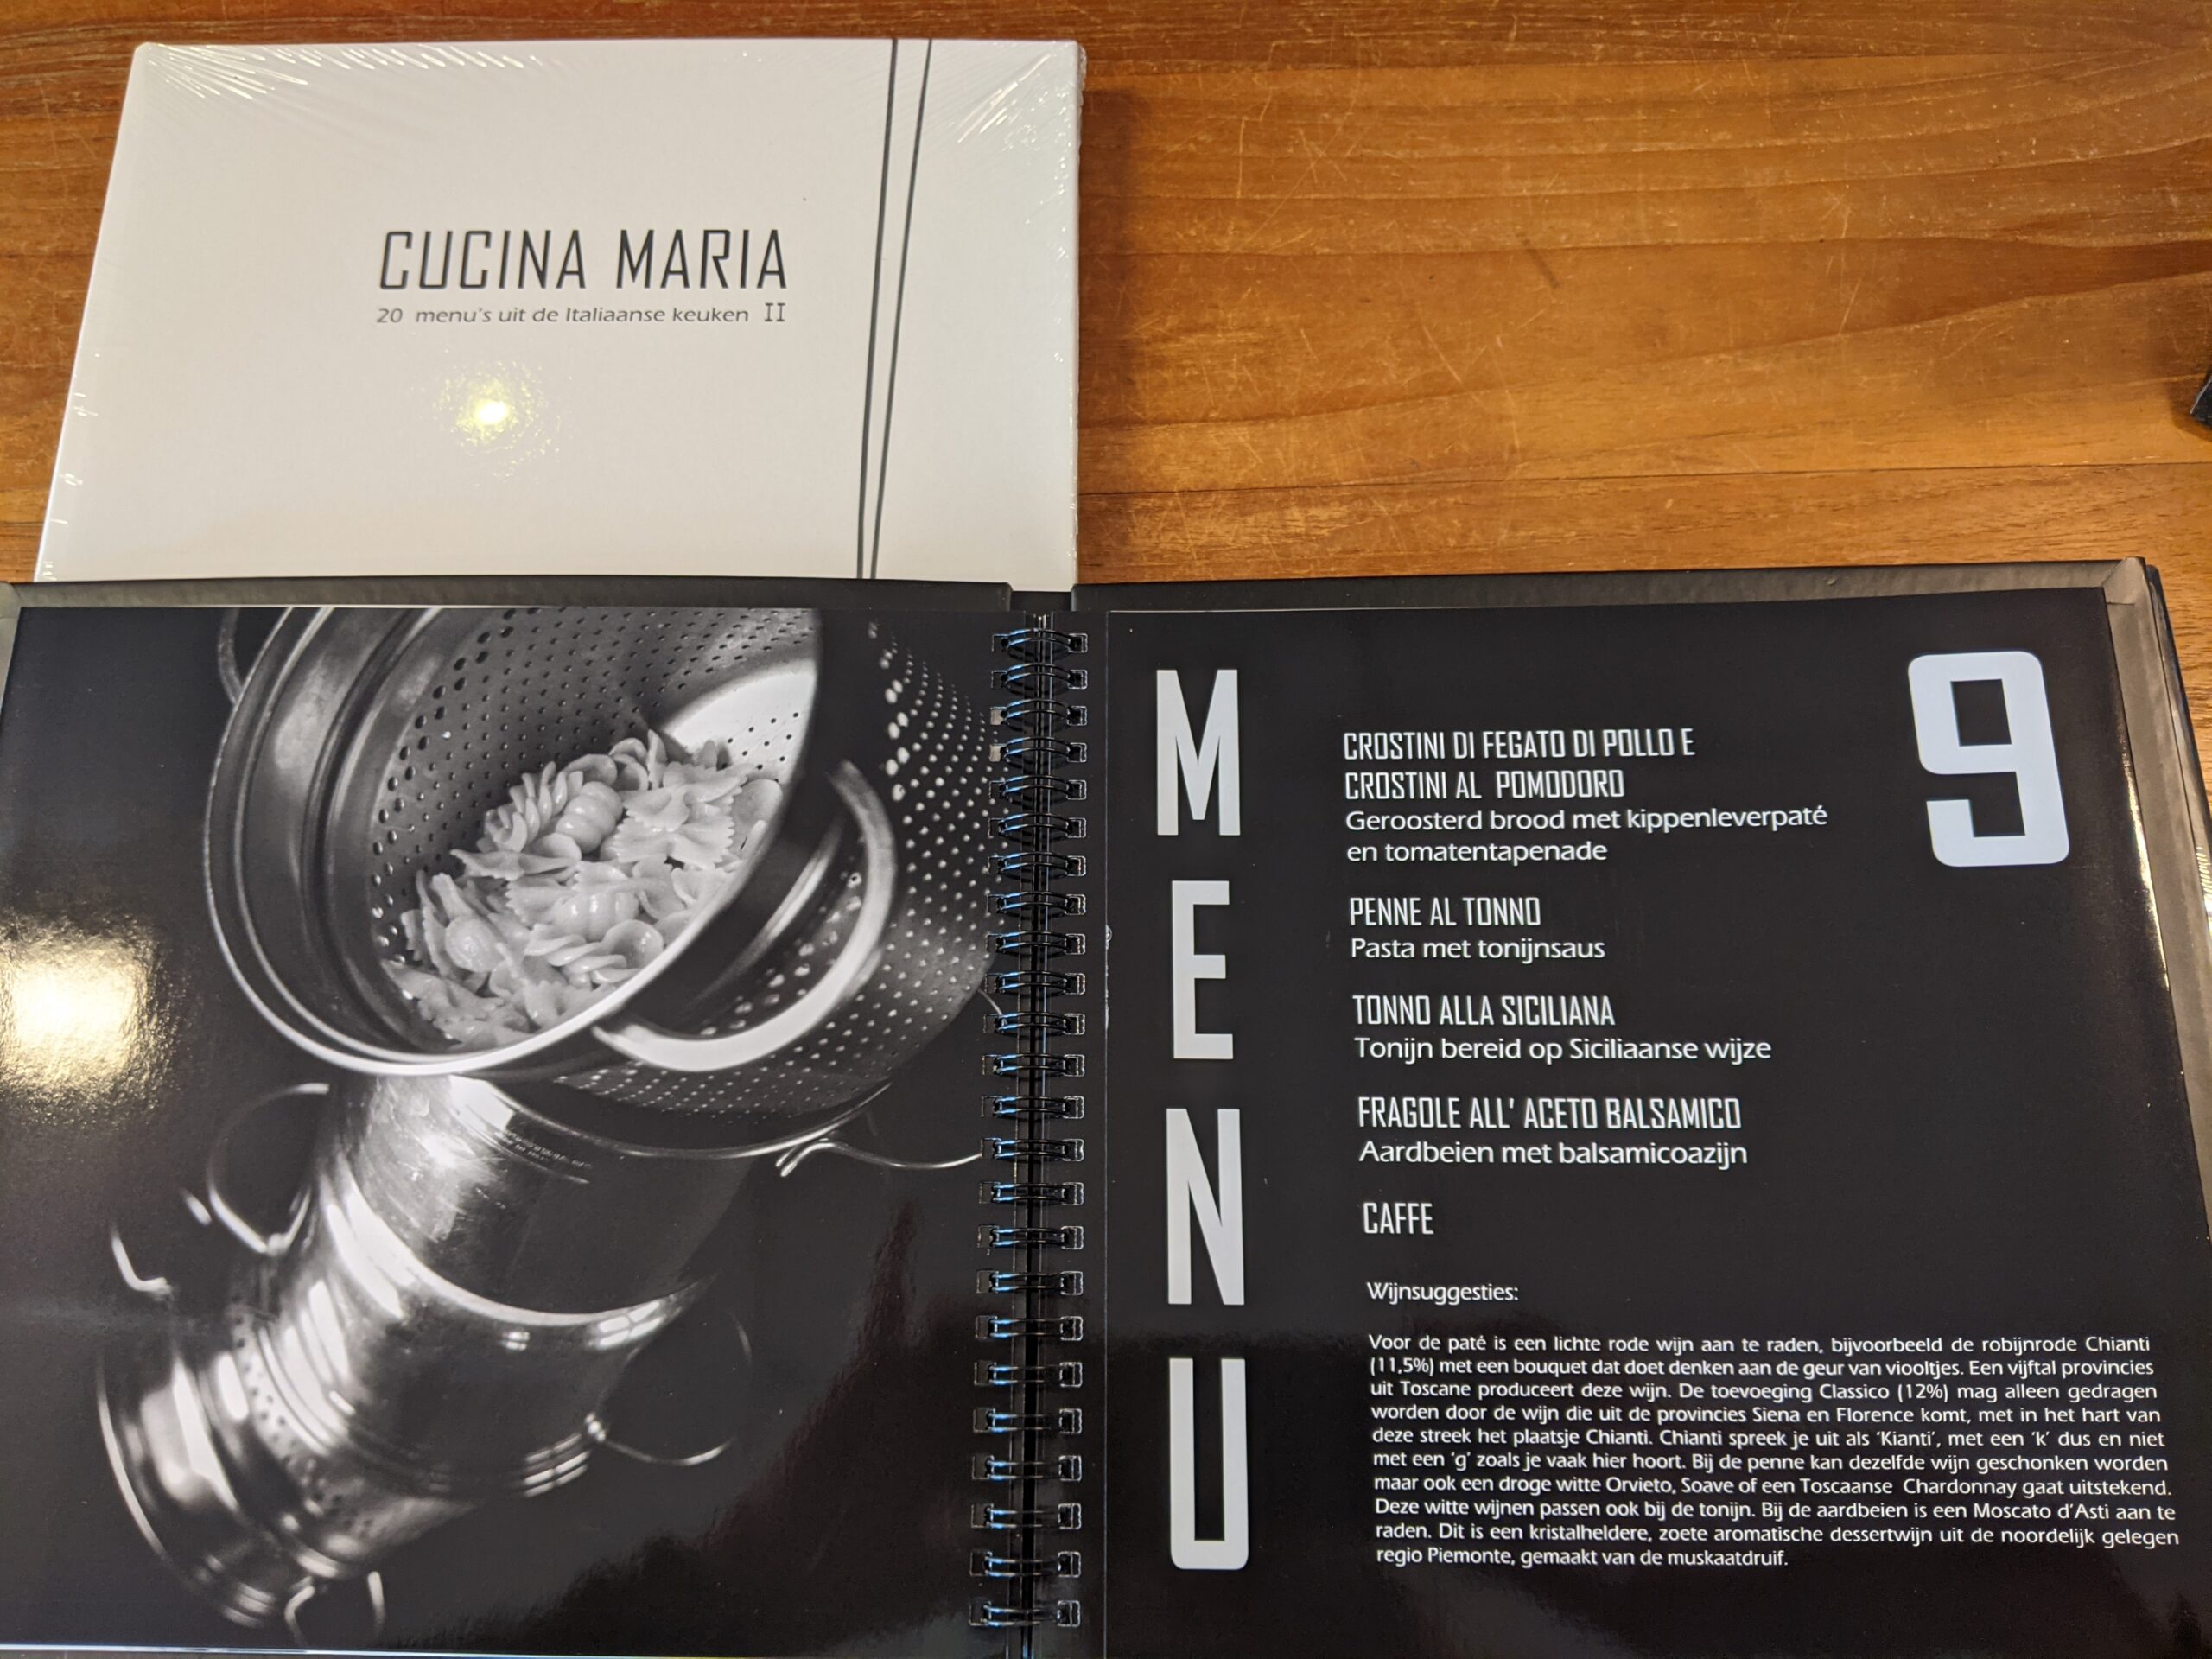 CUCINA MARIA
20 menu's uit de Italiaanse keuken II
MENU
9
CROSTINI DI FEGATO DI POLLO E
CROSTINI AL POMODORO
Geroosterd brood met kippenleverpaté
en tomatentapenade
PENNE AL TONNO
Pasta met tonijnsaus
TONNO ALLA SICILIANA
Tonijn bereid op Siciliaanse wijze
FRAGOLE ALL' ACETO BALSAMICO
Aardbeien met balsamicoazijn
CAFFE
Wijnsuggesties:
Voor de paté is een lichte rode wijn aan te raden, bijvoorbeeld de robijnrode Chianti
(11,5%) met een bouquet dat doet denken aan de geur van viooltjes. Een vijftal provincies
uit Toscane produceert deze wijn. De toevoeging Classico (12%) mag alleen gedragen
worden door de wijn die uit de provincies Siena en Florence komt, met in het hart van
deze streek het plaatsje Chianti. Chianti spreek je uit als 'Kianti', met een 'k' dus en niet
met een 'g' zoals je vaak hier hoort. Bij de penne kan dezelfde wijn geschonken worden
maar ook een droge witte Orvieto, Soave of een Toscaanse Chardonnay gaat uitstekend.
Deze witte wijnen passen ook bij de tonijn. Bij de aardbeien is een Moscato d'Asti aan te
raden. Dit is een kristalheldere, zoete aromatische dessertwijn uit de noordelijk gelegen
regio Piemonte, gemaakt van de muskaatdruif.